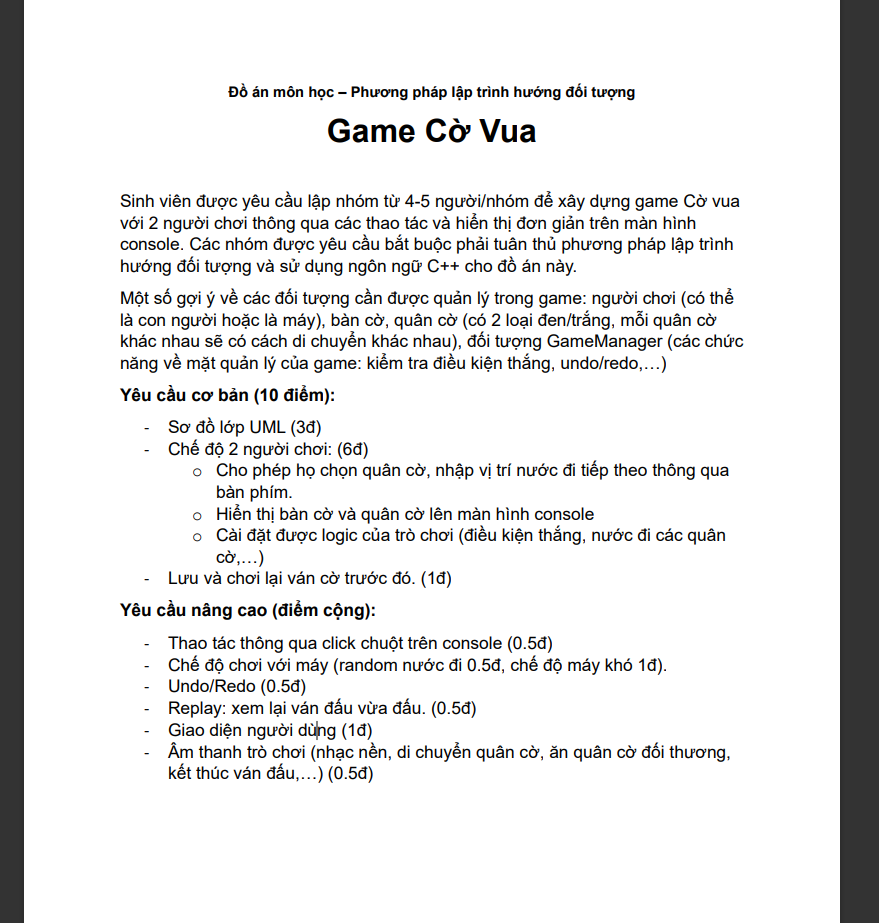 Đồ án môn học – Phương pháp lập trình hướng đối tượng
Game Cờ Vua
Sinh viên được yêu cầu lập nhóm từ 4-5 người/nhóm để xây dựng game Cờ vua
với 2 người chơi thông qua các thao tác và hiển thị đơn giản trên màn hình
console. Các nhóm được yêu cầu bắt buộc phải tuân thủ phương pháp lập trình
hướng đối tượng và sử dụng ngôn ngữ C++ cho đồ án này.
Một số gợi ý về các đối tượng cần được quản lý trong game: người chơi (có thể
là con người hoặc là máy), bàn cờ, quân cờ (có 2 loại đen/trắng, mỗi quân cờ
khác nhau sẽ có cách di chuyển khác nhau), đối tượng GameManager (các chức
năng về mặt quản lý của game: kiểm tra điều kiện thắng, undo/redo,…)
Yêu cầu cơ bản (10 điểm):
- Sơ đồ lớp UML (3đ)
- Chế độ 2 người chơi: (6đ)
o Cho phép họ chọn quân cờ, nhập vị trí nước đi tiếp theo thông qua
bàn phím.
o Hiển thị bàn cờ và quân cờ lên màn hình console
o Cài đặt được logic của trò chơi (điều kiện thắng, nước đi các quân
cờ,…)
- Lưu và chơi lại ván cờ trước đó. (1đ)
Yêu cầu nâng cao (điểm cộng):
- Thao tác thông qua click chuột trên console (0.5đ)
- Chế độ chơi với máy (random nước đi 0.5đ, chế độ máy khó 1đ).
- Undo/Redo (0.5đ)
- Replay: xem lại ván đấu vừa đấu. (0.5đ)
- Giao diện người dùng (1đ)
- Âm thanh trò chơi (nhạc nền, di chuyển quân cờ, ăn quân cờ đối thương,
kết thúc ván đấu,…) (0.5đ)